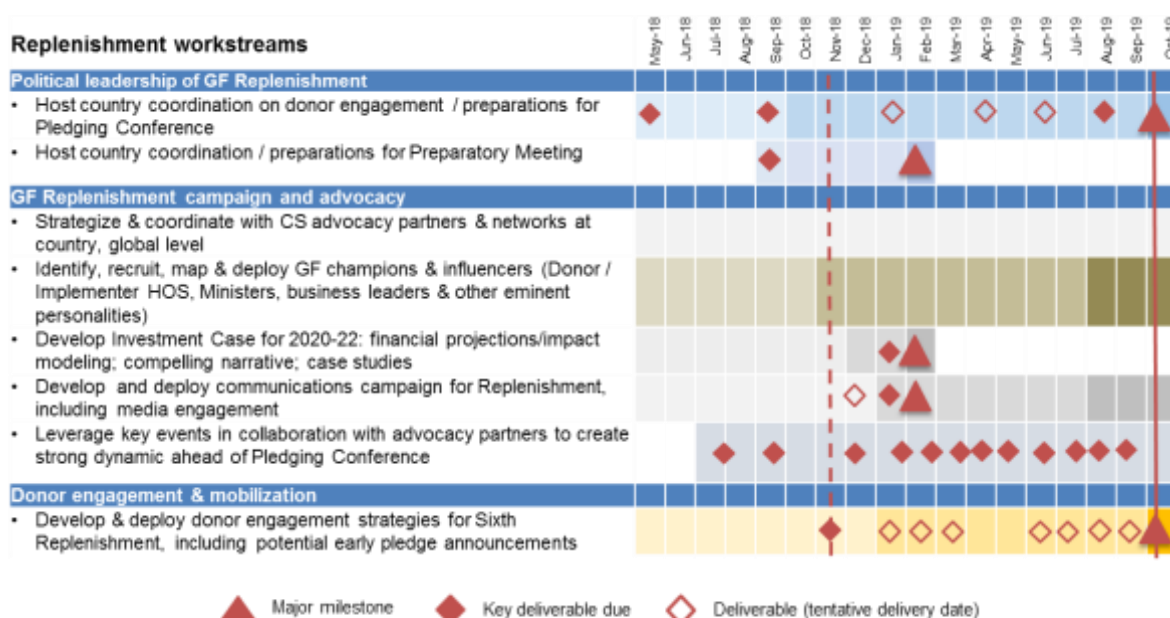 Replenishment workstreams
May-18 Jun-18 Jul-18 Aug-18 Sep-18 Oct-18 Nov-18 Dec-18 Jan-19 Feb-19 Mar-19 Apr-19 May-19 Jun-19 Jul-19 Aug-19 Sep-19 Oct-19
Political leadership of GF Replenishment
• Host country coordination on donor engagement / preparations for
Pledging Conference
• Host country coordination / preparations for Preparatory Meeting
GF Replenishment campaign and advocacy
• Strategize & coordinate with CS advocacy partners & networks at
country, global level
• Identify, recruit, map & deploy GF champions & influencers (Donor /
Implementer HOS, Ministers, business leaders & other eminent
personalities)
• Develop Investment Case for 2020-22: financial projections/impact
modeling; compelling narrative; case studies
• Develop and deploy communications campaign for Replenishment,
including media engagement
• Leverage key events in collaboration with advocacy partners to create
strong dynamic ahead of Pledging Conference
Donor engagement & mobilization
• Develop & deploy donor engagement strategies for Sixth
Replenishment, including potential early pledge announcements
Major milestone
Key deliverable due
Deliverable (tentative delivery date)